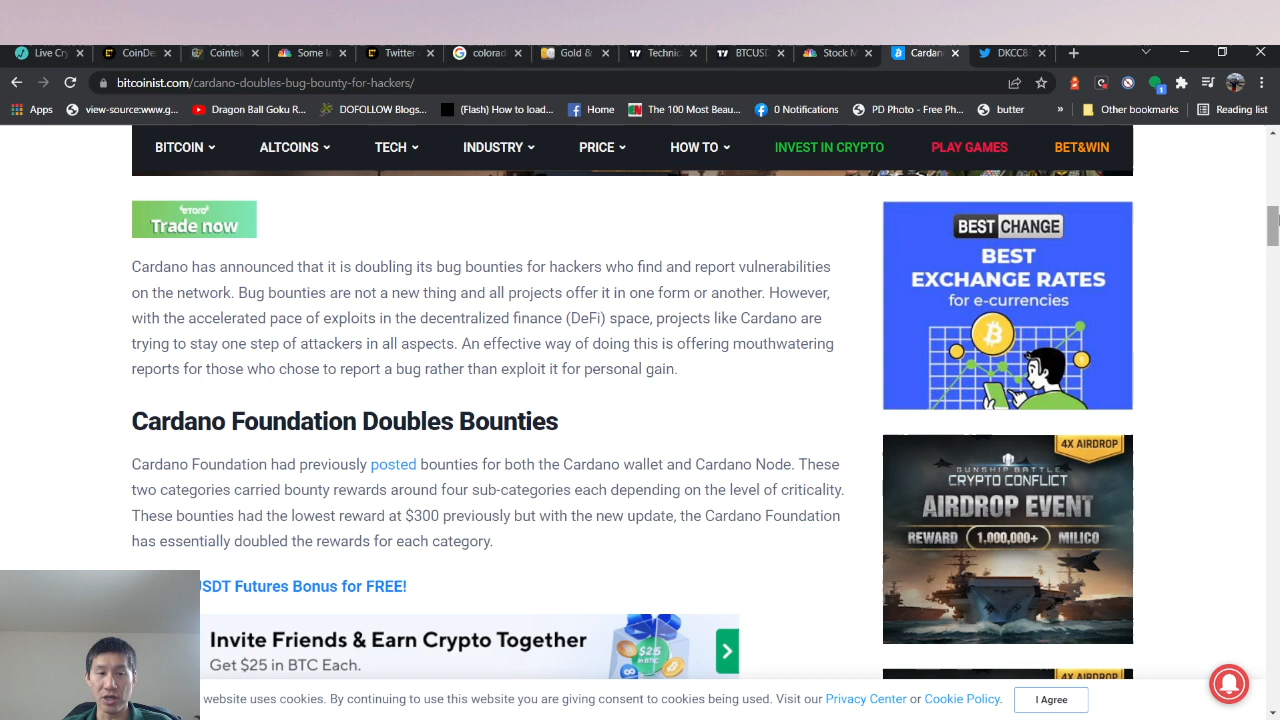 Live Cry
CoinDe
Cointel
Some I
Twitter
colorad
Gold &
Technic
BTCUSD
Stock M
Cardan
DKCC8
bitcoinist.com/cardano-doubles-bug-bounty-for-hackers/
Apps
view-source:www.g...
Dragon Ball Goku R...
DOFOLLOW Blogs...
(Flash) How to load...
Home
The 100 Most Beau...
0 Notifications
PD Photo - Free Ph...
butter
»
Other bookmarks
Reading list
BITCOIN
ALTCOINS
TECH
INDUSTRY
PRICE
HOW TO
INVEST IN CRYPTO
PLAY GAMES
BET&WIN
eToro
Trade now
Cardano has announced that it is doubling its bug bounties for hackers who find and report vulnerabilities
on the network. Bug bounties are not a new thing and all projects offer it in one form or another. However,
with the accelerated pace of exploits in the decentralized finance (DeFi) space, projects like Cardano are
trying to stay one step of attackers in all aspects. An effective way of doing this is offering mouthwatering
reports for those who chose to report a bug rather than exploit it for personal gain.
Cardano Foundation Doubles Bounties
Cardano Foundation had previously posted bounties for both the Cardano wallet and Cardano Node. These
two categories carried bounty rewards around four sub-categories each depending on the level of criticality.
These bounties had the lowest reward at $300 previously but with the new update, the Cardano Foundation
has essentially doubled the rewards for each category.
USDT Futures Bonus for FREE!
Invite Friends & Earn Crypto Together
Get $25 in BTC Each.
$25
in BTC
BEST CHANGE
BEST
EXCHANGE RATES
for e-currencies
4X AIRDROP
GUNSHIP BATTLE
CRYPTO CONFLICT
AIRDROP EVENT
REWARD 1,000,000+ MILICO
4X AIRDROP
website uses cookies. By continuing to use this website you are giving consent to cookies being used. Visit our Privacy Center or Cookie Policy.
I Agree